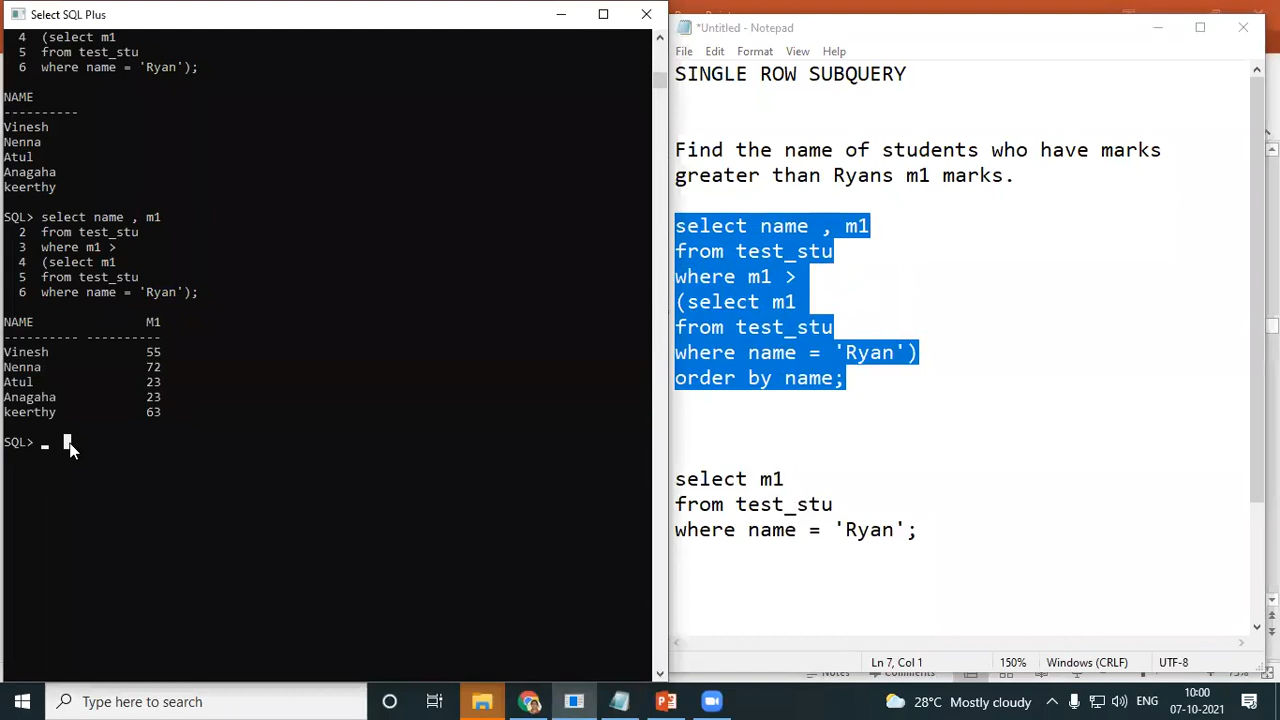 Select SQL Plus
4 (select m1
5 from test_stu
6 where name = 'Ryan');
NAME
----------
Vinesh
Nenna
Atul
Anagaha
keerthy
SQL> select name , m1
2 from test_stu
3 where m1 >
4 (select m1
5 from test_stu
6 where name = 'Ryan');
NAME M1
---------- ----------
Vinesh 55
Nenna 72
Atul 23
Anagaha 23
keerthy 63
SQL> _
*Untitled - Notepad
File Edit Format View Help
SINGLE ROW SUBQUERY
Find the name of students who have marks
greater than Ryans m1 marks.
select name , m1
from test_stu
where m1 >
(select m1
from test_stu
where name = 'Ryan')
order by name;
select m1
from test_stu
where name = 'Ryan';
Ln 7, Col 1 150% Windows (CRLF) UTF-8
Type here to search
28°C Mostly cloudy ENG 10:00
07-10-2021